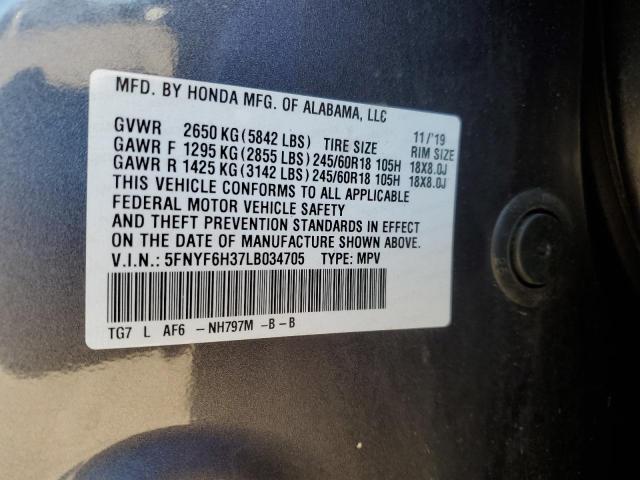 MFD. BY HONDA MFG. OF ALABAMA, LLC
GVWR 2650 KG (5842 LBS) TIRE SIZE 11/'19 RIM SIZE
GAWR F 1295 KG (2855 LBS) 245/60R18 105H 18X8.0J
GAWR R 1425 KG (3142 LBS) 245/60R18 105H 18X8.0J
THIS VEHICLE CONFORMS TO ALL APPLICABLE
FEDERAL MOTOR VEHICLE SAFETY
AND THEFT PREVENTION STANDARDS IN EFFECT
ON THE DATE OF MANUFACTURE SHOWN ABOVE.
V.I.N.: 5FNYF6H37LB034705 TYPE: MPV
TG7 L AF6 -NH797M -B-B